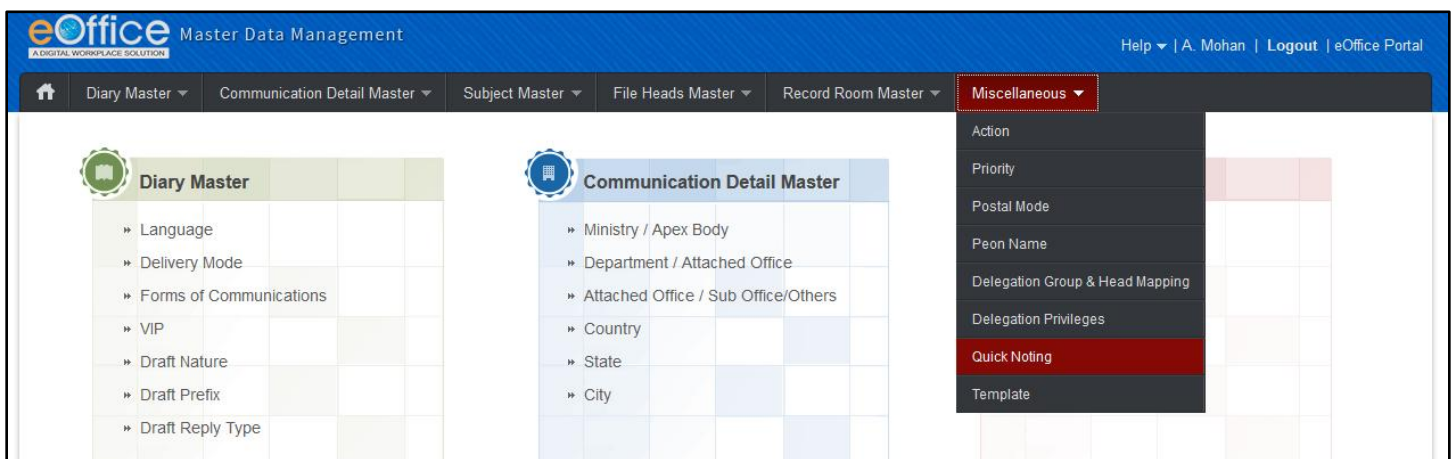 eOffice Master Data Management
A DIGITAL WORKPLACE SOLUTION
Help | A. Mohan | Logout | eOffice Portal
Diary Master Communication Detail Master Subject Master File Heads Master Record Room Master Miscellaneous
Action
Priority
Postal Mode
Peon Name
Delegation Group & Head Mapping
Delegation Privileges
Quick Noting
Template
Diary Master
Language
Delivery Mode
Forms of Communications
VIP
Draft Nature
Draft Prefix
Draft Reply Type
Communication Detail Master
Ministry / Apex Body
Department / Attached Office
Attached Office / Sub Office/Others
Country
State
City